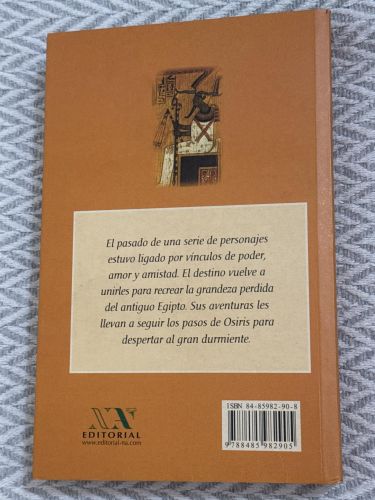 El pasado de una serie de personajes
estuvo ligado por vínculos de poder,
amor y amistad. El destino vuelve a
unirles para recrear la grandeza perdida
del antiguo Egipto. Sus aventuras les
llevan a seguir los pasos de Osiris para
despertar al gran durmiente.
NA
EDITORIAL
www.editorial-na.com
ISBN 84-85982-90-8
9 788485 982905